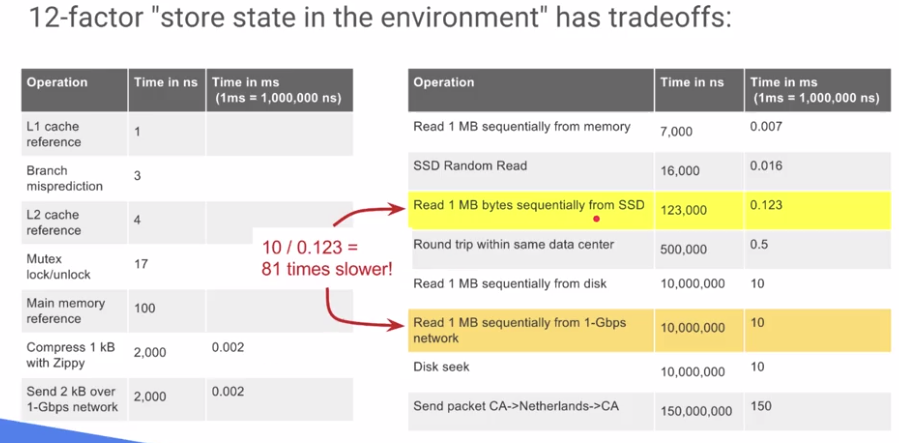 12-factor "store state in the environment" has tradeoffs:
Operation Time in ns Time in ms
(1ms = 1,000,000 ns)
L1 cache
reference
1
Branch
misprediction
3
L2 cache
reference
4
Mutex
lock/unlock
17
Main memory
reference
100
Compress 1 kB
with Zippy
2,000 0.002
Send 2 kB over
1-Gbps network
2,000 0.002
10 / 0.123 =
81 times slower!
Operation Time in ns Time in ms
(1ms = 1,000,000 ns)
Read 1 MB sequentially from memory 7,000 0.007
SSD Random Read 16,000 0.016
Read 1 MB bytes sequentially from SSD 123,000 0.123
Round trip within same data center 500,000 0.5
Read 1 MB sequentially from disk 10,000,000 10
Read 1 MB sequentially from 1-Gbps
network
10,000,000 10
Disk seek 10,000,000 10
Send packet CA->Netherlands->CA 150,000,000 150